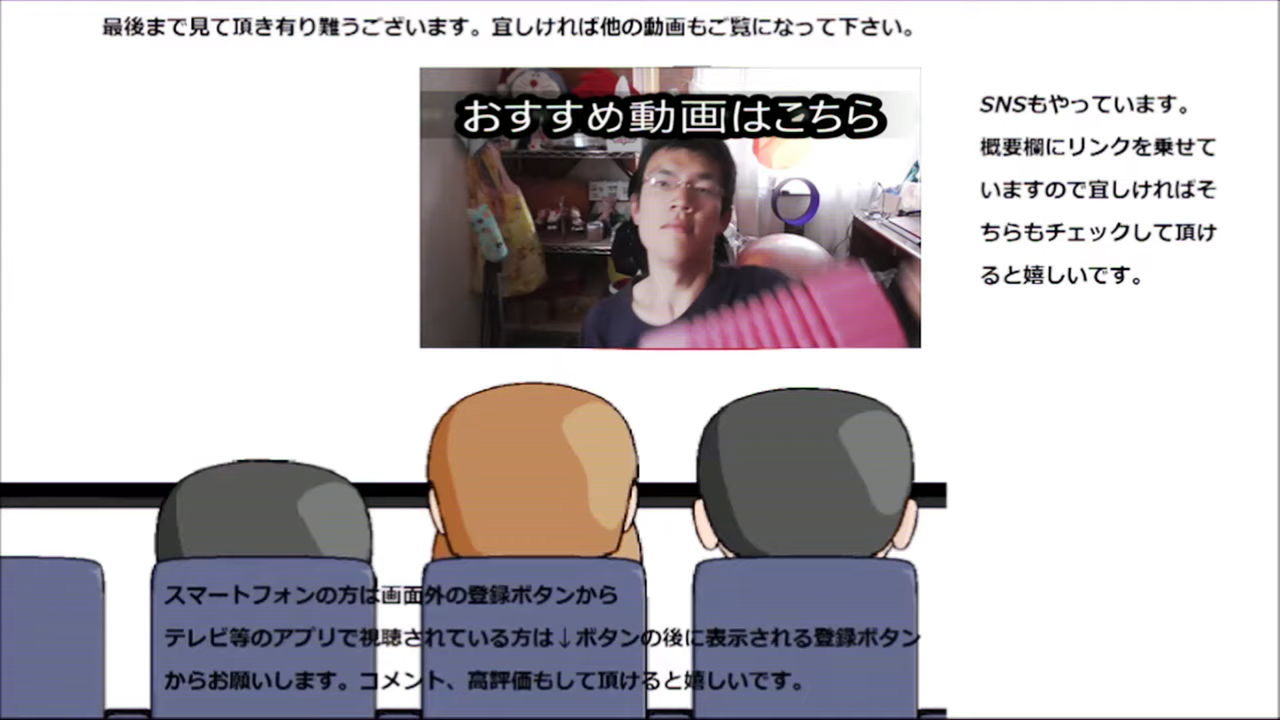 最後まで見て頂き有り難うございます。宜しければ他の動画もご覧になって下さい。
おすすめ動画はこちら
SNSもやっています。
概要欄にリンクを乗せて
いますので宜しければそ
ちらもチェックして頂け
ると嬉しいです。
スマートフォンの方は画面外の登録ボタンから
テレビ等のアプリで視聴されている方は↓ボタンの後に表示される登録ボタン
からお願いします。コメント、高評価もして頂けると嬉しいです。